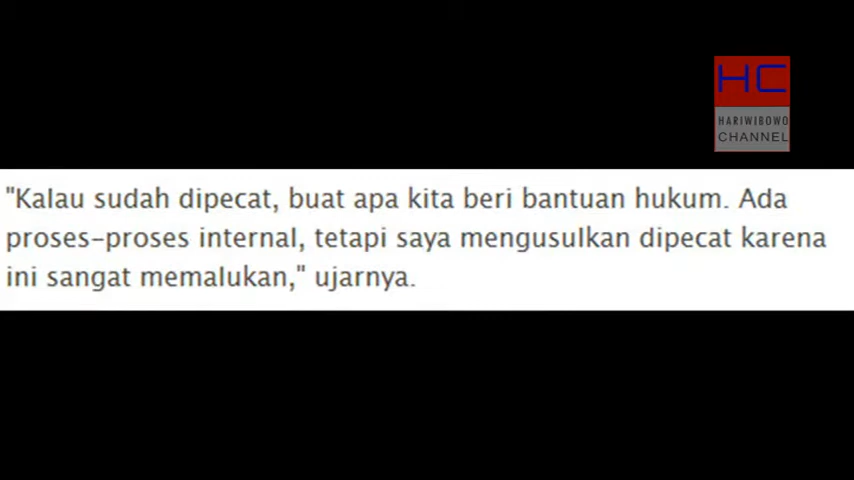 HC
HARIWIBOWO
CHANNEL
"Kalau sudah dipecat, buat apa kita beri bantuan hukum. Ada
proses-proses internal, tetapi saya mengusulkan dipecat karena
ini sangat memalukan," ujarnya.